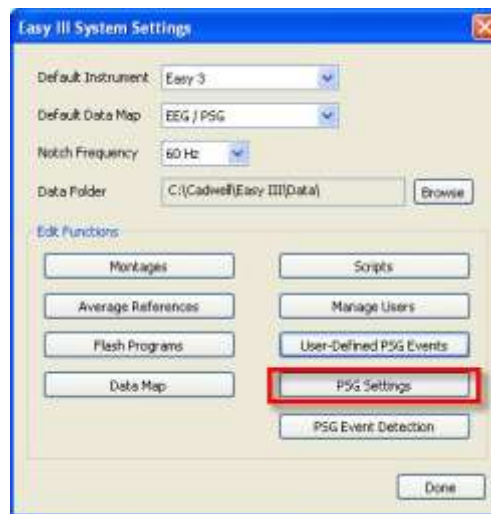 Easy III System Settings
Default Instrument Easy 3
Default Data Map EEG / PSG
Notch Frequency 60 Hz
Data Folder C:\Cadwell\Easy III\Data\ Browse
Edit Functions
Montages Scripts
Average References Manage Users
Flash Programs User-Defined PSG Events
Data Map PSG Settings
PSG Event Detection
Done